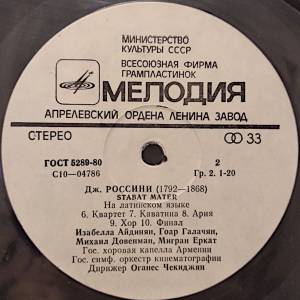 МИНИСТЕРСТВО
КУЛЬТУРЫ СССР
ВСЕСОЮЗНАЯ ФИРМА
ГРАМПЛАСТИНОК
МЕЛОДИЯ
АПРЕЛЕВСКИЙ ОРДЕНА ЛЕНИНА ЗАВОД
СТЕРЕО 33
ГОСТ 5289-80 2
С10—04786 Гр. 2. 1-20
Дж. РОССИНИ (1792—1868)
STABAT MATER
На латинском языке
6. Квартет 7. Каватина 8. Ария
9. Хор 10. Финал
Изабелла Айдинян, Гоар Галачян,
Михаил Довенман, Мигран Еркат
Гос. хоровая капелла Армении
Гос. симф. оркестр кинематографии
Дирижер Оганес Чекиджян